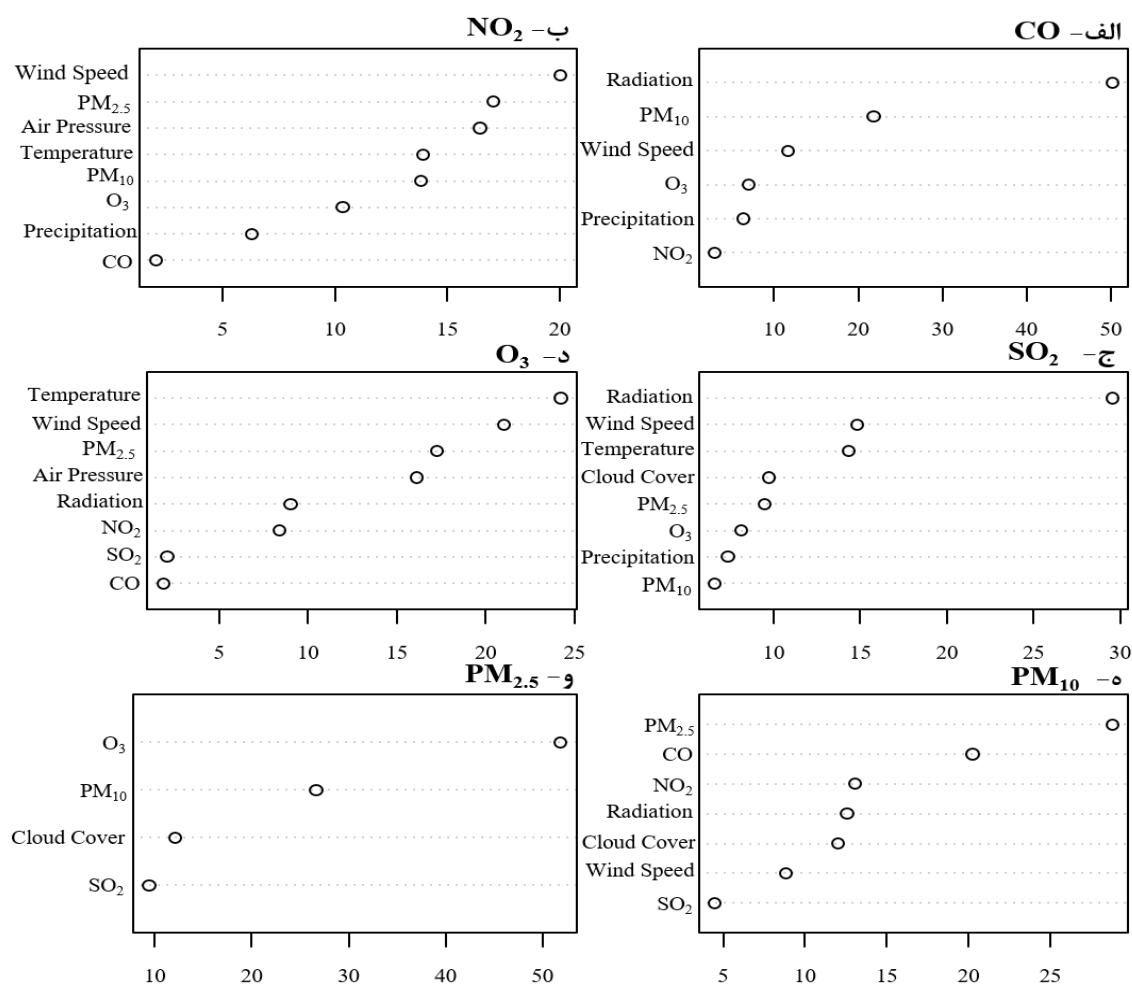 الف- CO
Radiation
PM₁₀
Wind Speed
O₃
Precipitation
NO₂
10 20 30 40 50
ب- NO₂
Wind Speed
PM₂.₅
Air Pressure
Temperature
PM₁₀
O₃
Precipitation
CO
5 10 15 20
ج- SO₂
Radiation
Wind Speed
Temperature
Cloud Cover
PM₂.₅
O₃
Precipitation
PM₁₀
10 15 20 25 30
د- O₃
Temperature
Wind Speed
PM₂.₅
Air Pressure
Radiation
NO₂
SO₂
CO
5 10 15 20 25
ه- PM₁₀
PM₂.₅
CO
NO₂
Radiation
Cloud Cover
Wind Speed
SO₂
5 10 15 20 25
و- PM₂.₅
O₃
PM₁₀
Cloud Cover
SO₂
10 20 30 40 50